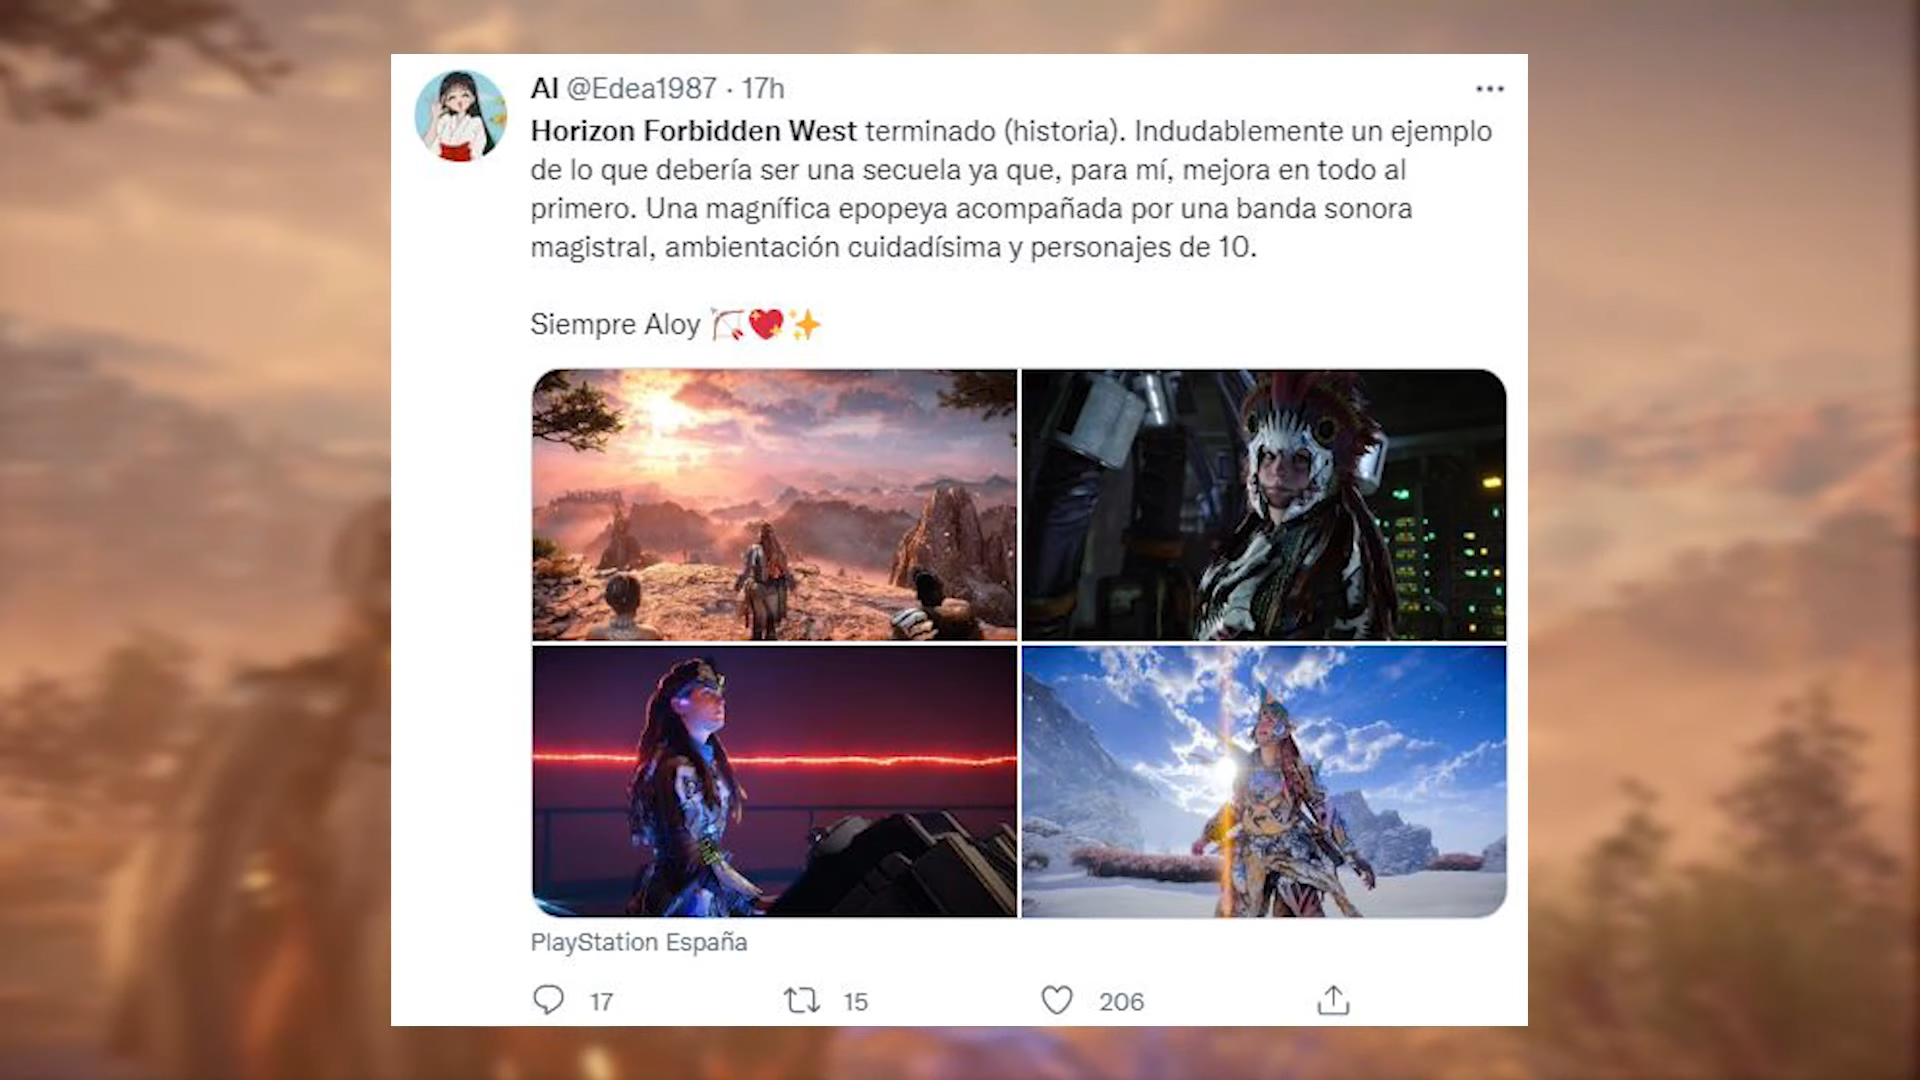 Al @Edea1987 · 17h
Horizon Forbidden West terminado (historia). Indudablemente un ejemplo
de lo que debería ser una secuela ya que, para mí, mejora en todo al
primero. Una magnífica epopeya acompañada por una banda sonora
magistral, ambientación cuidadísima y personajes de 10.
Siempre Aloy 🏹💖✨
PlayStation España
17 15 206